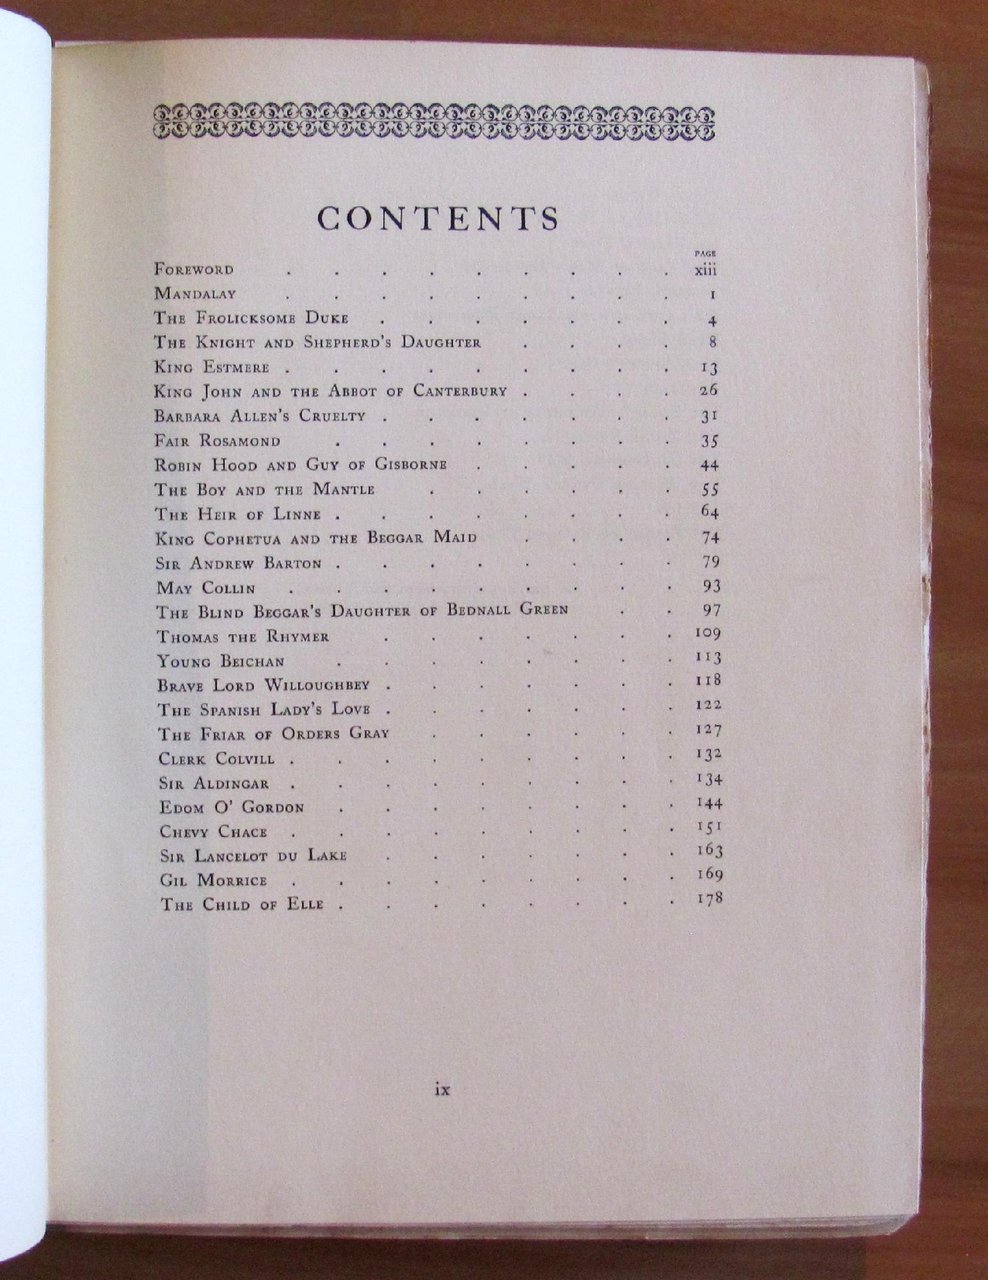 CONTENTS
PAGE
FOREWORD . . . . . . . . . xiii
MANDALAY . . . . . . . . . 1
THE FROLICKSOME DUKE . . . . . . . 4
THE KNIGHT AND SHEPHERD'S DAUGHTER . . . . 8
KING ESTMERE . . . . . . . . . 13
KING JOHN AND THE ABBOT OF CANTERBURY . . . . 26
BARBARA ALLEN'S CRUELTY . . . . . . . 31
FAIR ROSAMOND . . . . . . . . 35
ROBIN HOOD AND GUY OF GISBORNE . . . . . 44
THE BOY AND THE MANTLE . . . . . . 55
THE HEIR OF LINNE . . . . . . . . 64
KING COPHETUA AND THE BEGGAR MAID . . . . 74
SIR ANDREW BARTON . . . . . . . . 79
MAY COLLIN . . . . . . . . . 93
THE BLIND BEGGAR'S DAUGHTER OF BEDNALL GREEN . . 97
THOMAS THE RHYMER . . . . . . . 109
YOUNG BEICHAN . . . . . . . . 113
BRAVE LORD WILLOUGHBEY . . . . . . . 118
THE SPANISH LADY'S LOVE . . . . . . . 122
THE FRIAR OF ORDERS GRAY . . . . . . 127
CLERK COLVILL . . . . . . . . . 132
SIR ALDINGAR . . . . . . . . . 134
EDOM O' GORDON . . . . . . . . 144
CHEVY CHACE . . . . . . . . . 151
SIR LANCELOT DU LAKE . . . . . . . 163
GIL MORRICE . . . . . . . . . 169
THE CHILD OF ELLE . . . . . . . . 178
ix